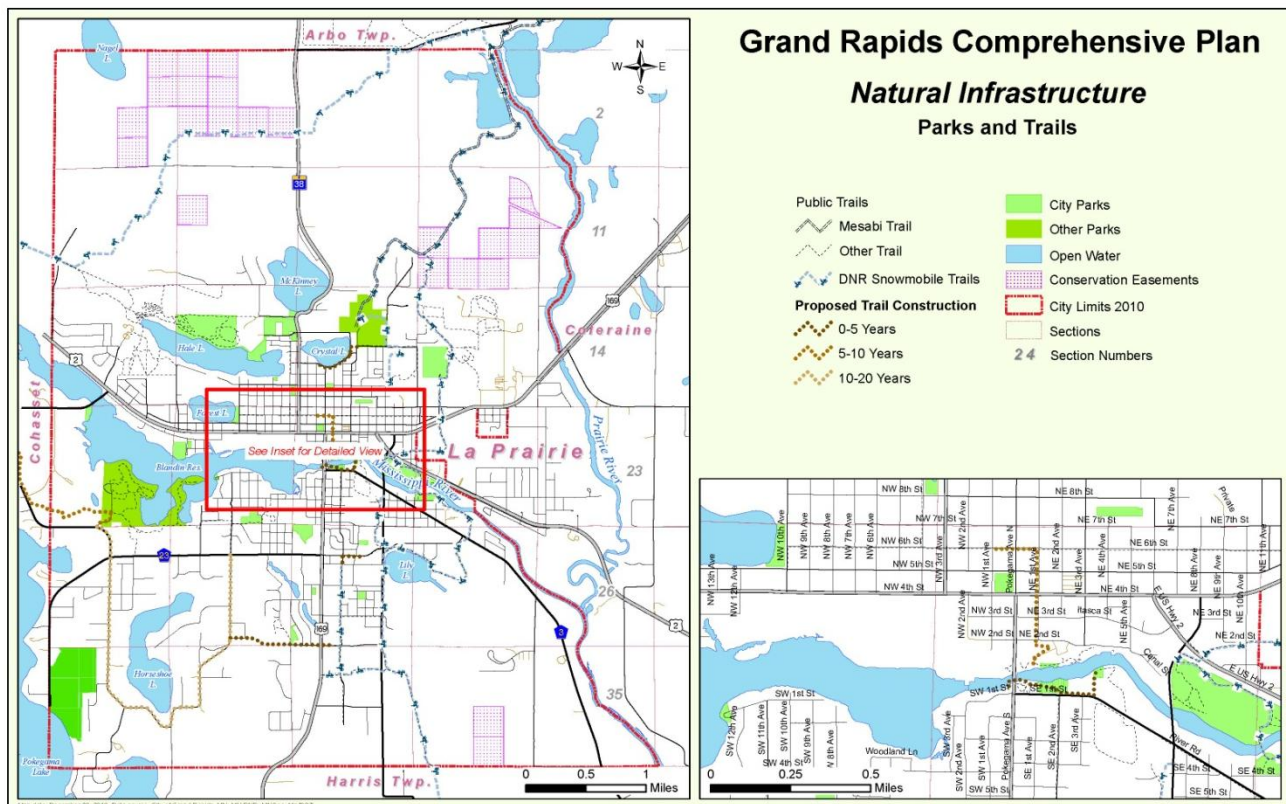 Grand Rapids Comprehensive Plan
Natural Infrastructure
Parks and Trails
Public Trails
Mesabi Trail
Other Trail
DNR Snowmobile Trails
Proposed Trail Construction
0-5 Years
5-10 Years
10-20 Years
City Parks
Other Parks
Open Water
Conservation Easements
City Limits 2010
Sections
24 Section Numbers
Arbo Twp.
Nagel
L.
N
W E
S
2
38
11
McKinney
L.
169
Coleraine
14
2
Hale L.
Crystal L.
Cohasset
Forest L.
See Inset for Detailed View
La Prairie
Prairie River
23
Blandin Res.
Mississippi River
23
Lily
L.
26
169
3
2
Horseshoe
L.
35
Pokegama
Lake
Harris Twp.
0 0.5 1
Miles
NW 8th St
NE 8th St
NE 7th Ave
Private
NW 10th Ave
NW 9th Ave
NW 8th Ave
NW 7th Ave
NW 6th Ave
NW 7th St
NW 2nd Ave
NE 7th St
NE 7th St
NW 6th St
NE 6th St
NW 13th Ave
NW 12th Ave
NW 5th St
NW 3rd Ave
NW 1st Ave
Pokegama Ave N
NE 1st Ave
NE 2nd Ave
NE 3rd Ave
NE 4th Ave
NE 5th St
NE 8th Ave
NE 9th Ave
NE 11th Ave
NW 4th St
NE 4th St
E US Hwy 2
NE 10th Ave
NW 2nd Ave
NW 3rd St
NE 3rd St
Itasca St
NE 5th Ave
NE 3rd St
NW 2nd St
NE 2nd St
NE 2nd St
Canal St
E US Hwy 2
SW 1st St
SW 1st St
SE 1st St
SW 12th Ave
SW 11th Ave
SW 10th Ave
SW 9th Ave
SW 3rd Ave
SW 2nd Ave
SW 1st Ave
Pokegama Ave S
SE 1st Ave
SE 2nd Ave
SE 3rd Ave
River Rd
Woodland Ln
SW 4th St
SE 4th St
SE 4th St
SW 5th St
SE 5th St
0 0.25 0.5
Miles